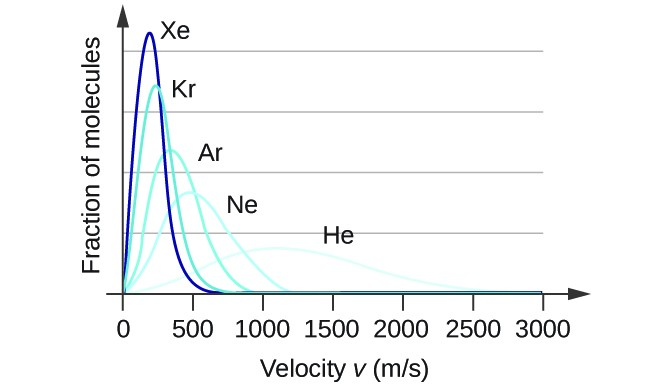 Xe
Kr
Ar
Ne
He
Fraction of molecules
0 500 1000 1500 2000 2500 3000
Velocity v (m/s)